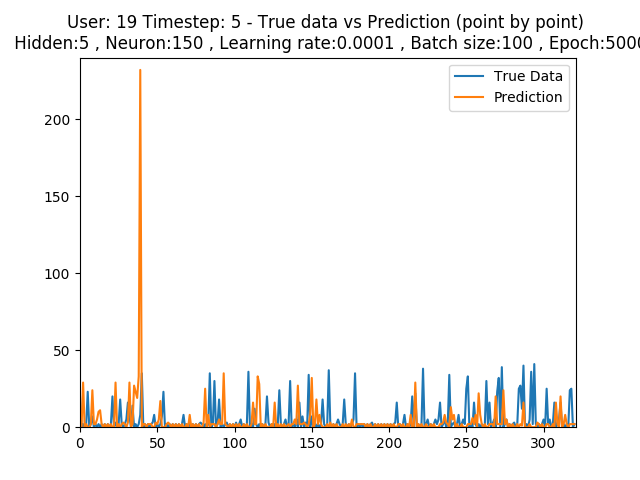 User: 19 Timestep: 5 - True data vs Prediction (point by point)
Hidden:5 , Neuron:150 , Learning rate:0.0001 , Batch size:100 , Epoch:5000
True Data
Prediction
200
150
100
50
0
0 50 100 150 200 250 300